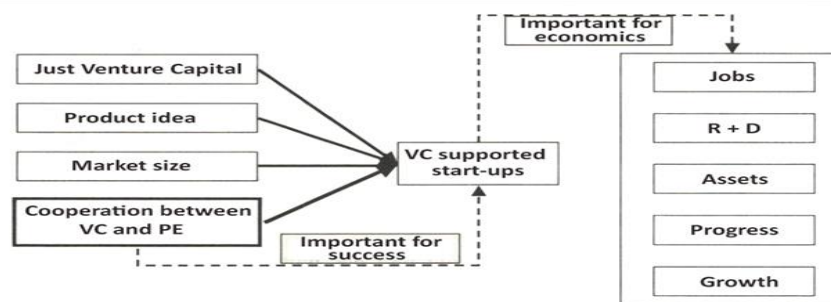 Important for
economics
Just Venture Capital
Product idea
Market size
Cooperation between
VC and PE
VC supported
start-ups
Important for
success
Jobs
R + D
Assets
Progress
Growth